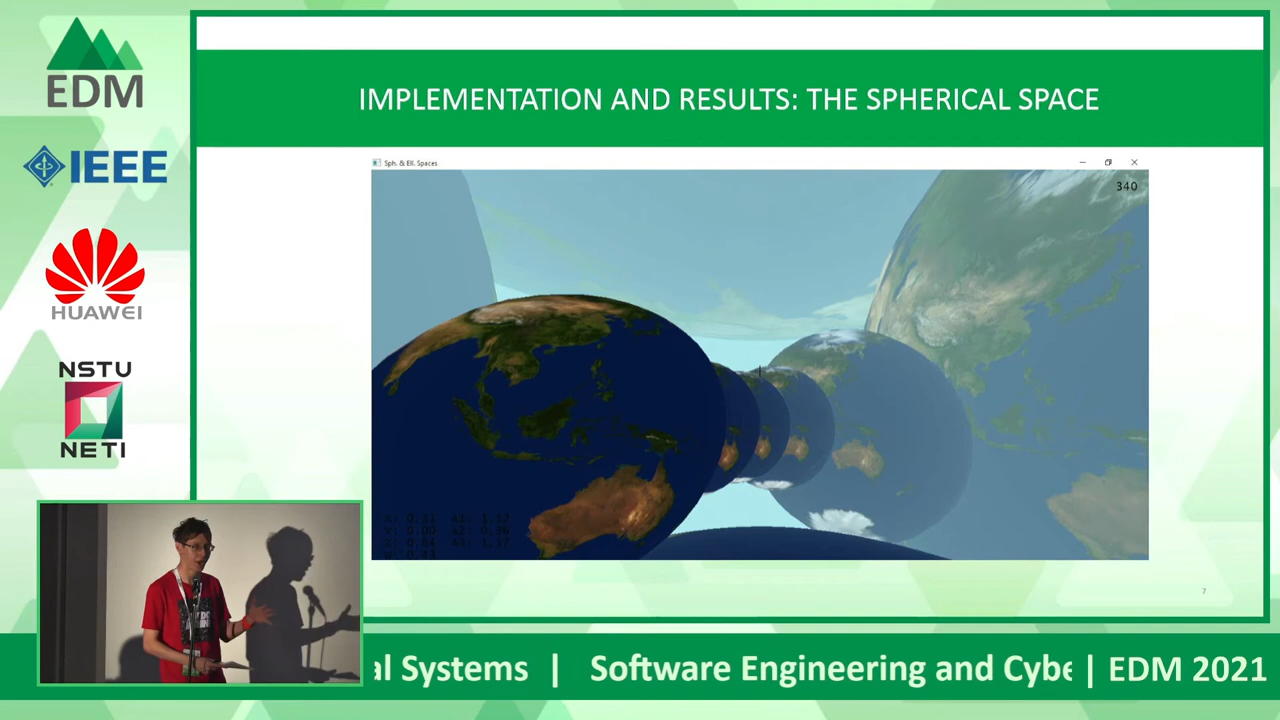 EDM
IEEE
HUAWEI
NSTU
NETI
IMPLEMENTATION AND RESULTS: THE SPHERICAL SPACE
Sph. & Ell. Spaces
340
7
al Systems | Software Engineering and Cybe | EDM 2021